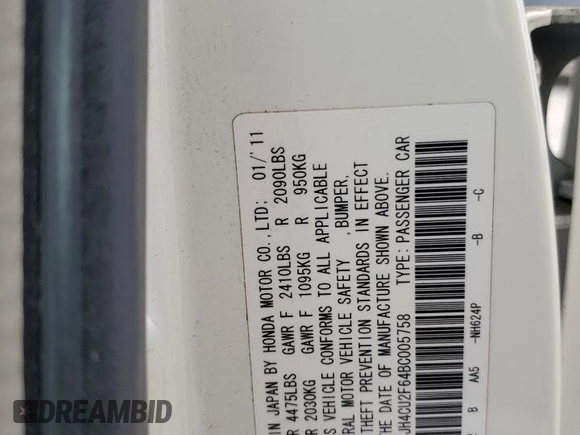 IN JAPAN BY HONDA MOTOR CO., LTD; 01/'11
4475LBS GAWR F 2410LBS R 2090LBS
2030KG GAWR F 1095KG R 950KG
VEHICLE CONFORMS TO ALL APPLICABLE
MOTOR VEHICLE SAFETY ,BUMPER,
THEFT PREVENTION STANDARDS IN EFFECT
THE DATE OF MANUFACTURE SHOWN ABOVE.
JH4CU2F64BC005758 TYPE: PASSENGER CAR
B AA5 -NH624P -B -C
DREAMBID